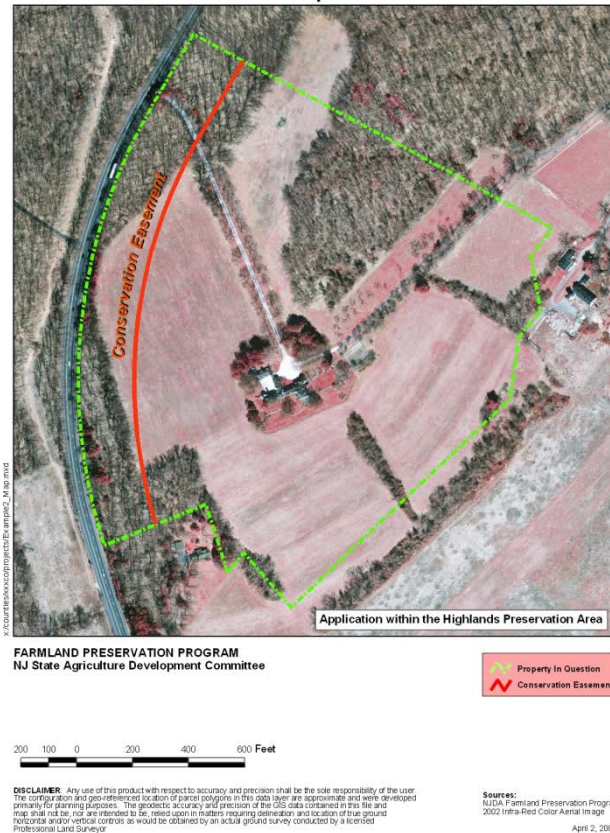 Conservation Easement
x:/counties/xxxco/projects/Example2_Map.mxd
Application within the Highlands Preservation Area
FARMLAND PRESERVATION PROGRAM
NJ State Agriculture Development Committee
Property In Question
Conservation Easement
200 100 0 200 400 600 Feet
DISCLAIMER: Any use of this product with respect to accuracy and precision shall be the sole responsibility of the user.
The configuration and geo-referenced location of parcel polygons in this data layer are approximate and were developed
primarily for planning purposes. The geodetic accuracy and precision of the GIS data contained in this file and
map shall not be, nor are intended to be, relied upon in matters requiring delineation and location of true ground
horizontal and/or vertical controls as would be obtained by an actual ground survey conducted by a licensed
Professional Land Surveyor
Sources:
NJDA Farmland Preservation Progra
2002 Infra-Red Color Aerial Image
April 2,